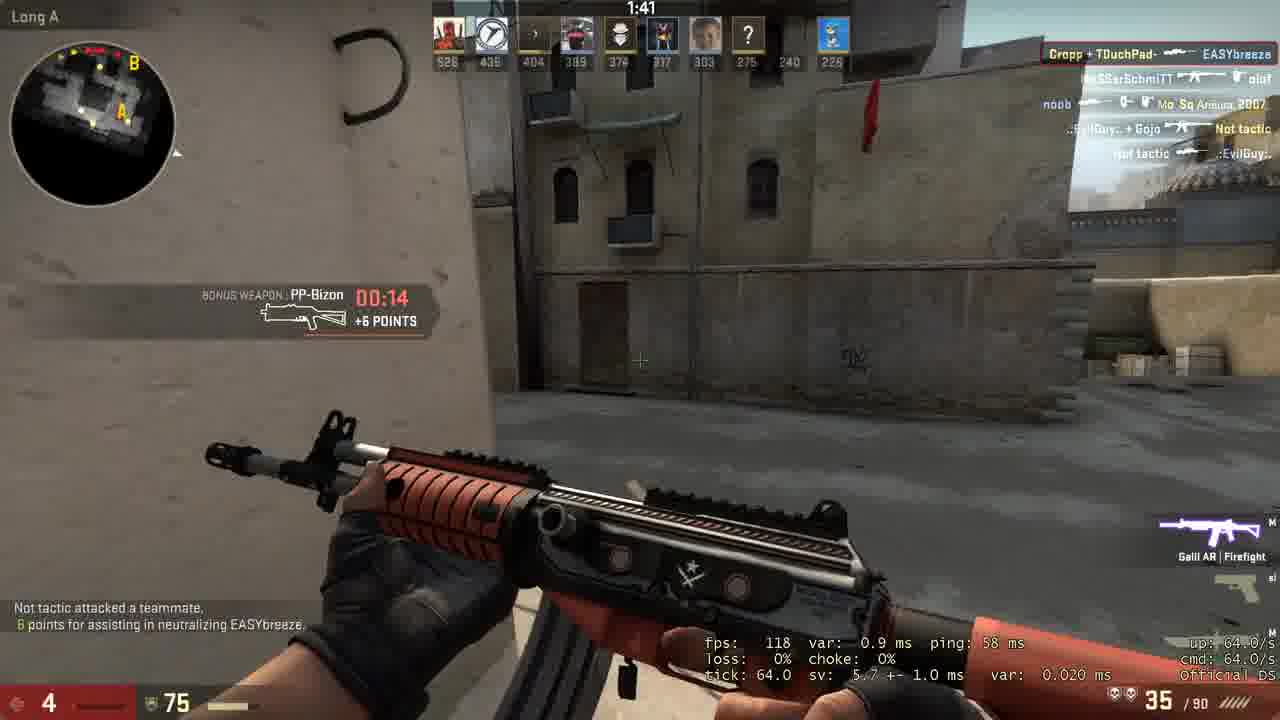 Long A
1:41
B
A
526 435 404 389 374 317 303 275 240 226
Cropp + TDuchPad- EASYbreeze
olof
noob
.:EvilGuy:. + Gojo Not tactic
Not tactic .:EvilGuy:.
BONUS WEAPON: PP-Bizon 00:14
+6 POINTS
Galil AR | Firefight
Not tactic attacked a teammate.
6 points for assisting in neutralizing EASYbreeze.
fps: 118 var: 0.9 ms ping: 58 ms
loss: 0% choke: 0%
tick: 64.0 sv: 5.7 +- 1.0 ms var: 0.020 ms
up: 64.0/s
cmd: 64.0/s
Official DS
4 75
35 / 90